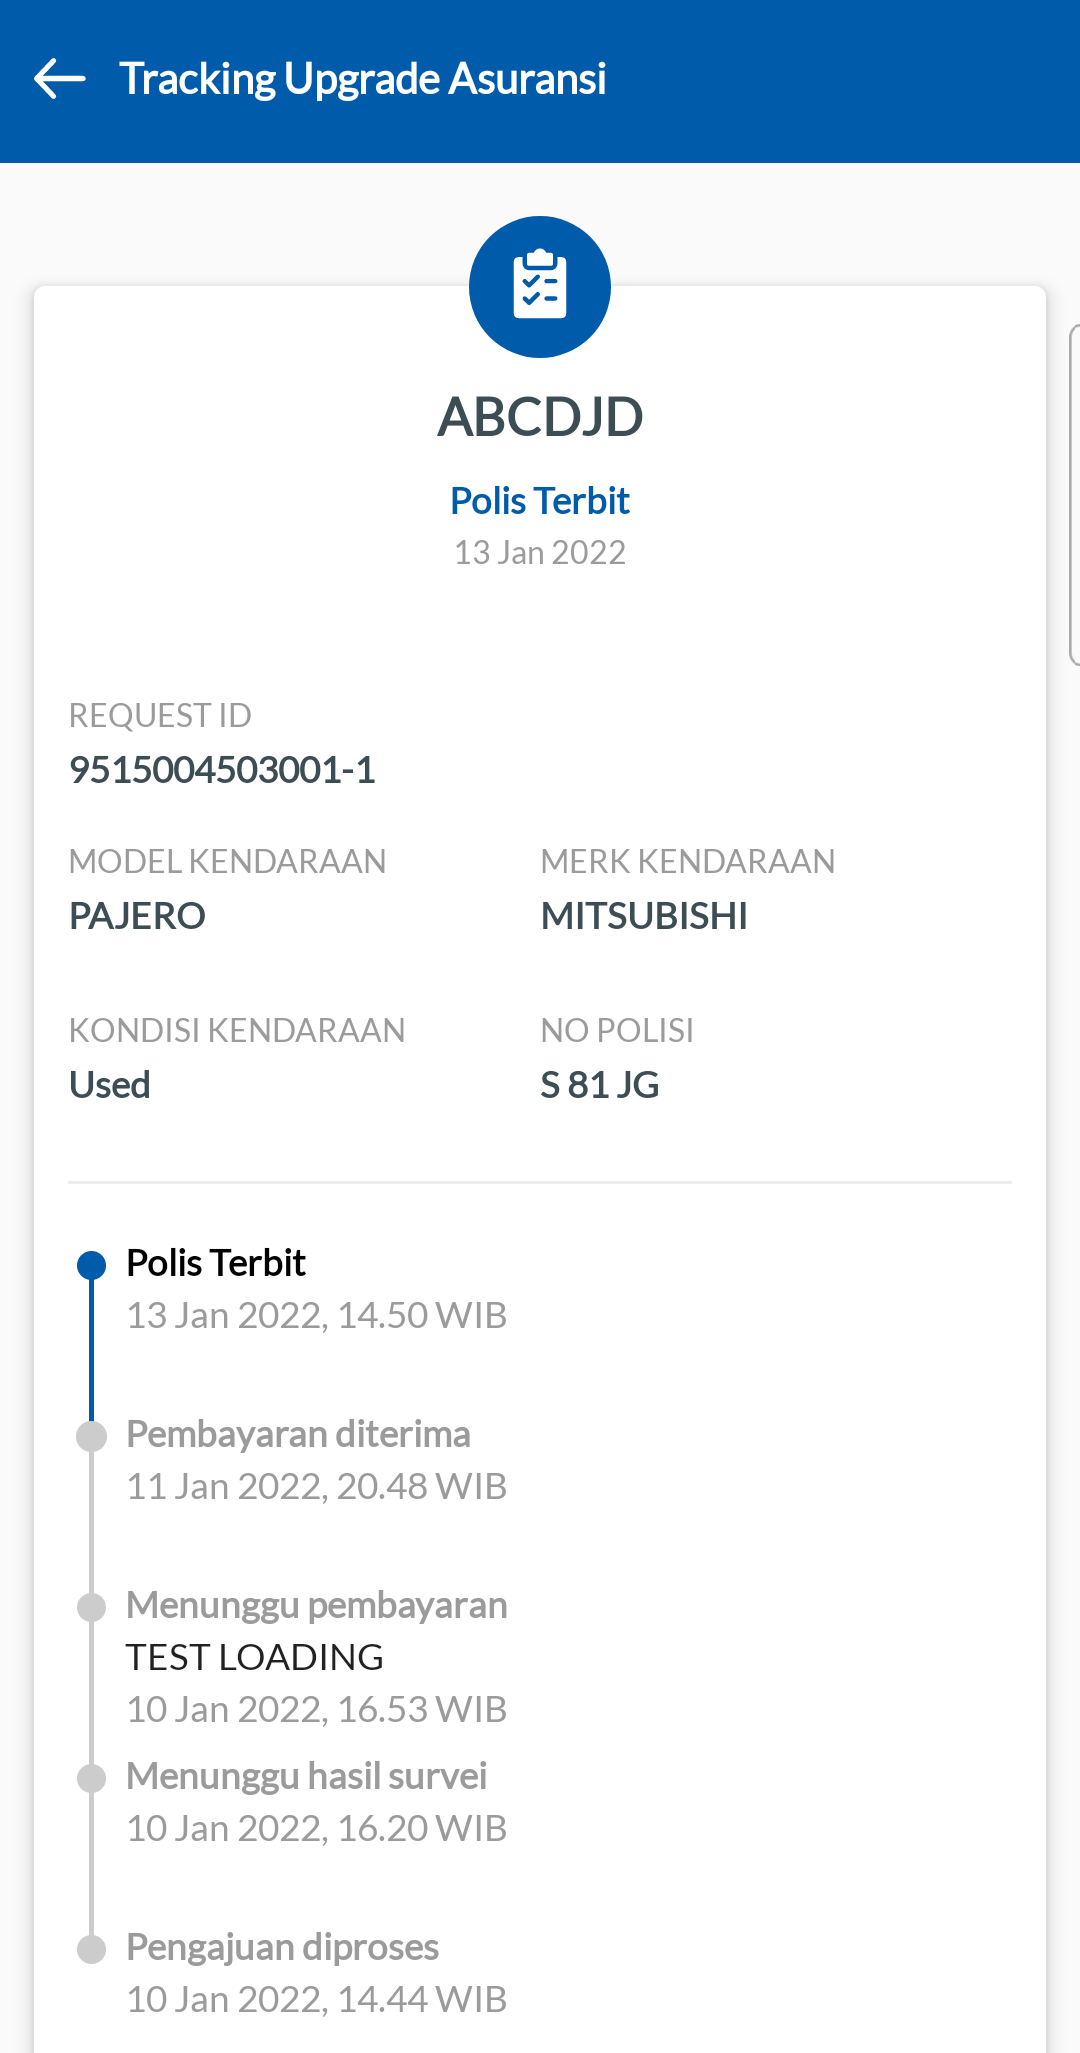 Tracking Upgrade Asuransi
ABCDJD
Polis Terbit
13 Jan 2022
REQUEST ID
9515004503001-1
MODEL KENDARAAN
PAJERO
MERK KENDARAAN
MITSUBISHI
KONDISI KENDARAAN
Used
NO POLISI
S 81 JG
Polis Terbit
13 Jan 2022, 14.50 WIB
Pembayaran diterima
11 Jan 2022, 20.48 WIB
Menunggu pembayaran
TEST LOADING
10 Jan 2022, 16.53 WIB
Menunggu hasil survei
10 Jan 2022, 16.20 WIB
Pengajuan diproses
10 Jan 2022, 14.44 WIB